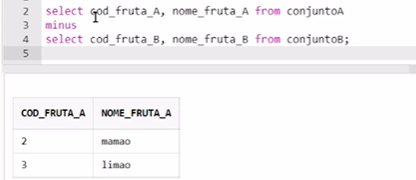 2 select cod_fruta_A, nome_fruta_A from conjuntoA
3 minus
4 select cod_fruta_B, nome_fruta_B from conjuntoB;
5
COD_FRUTA_A NOME_FRUTA_A
2 mamao
3 limao